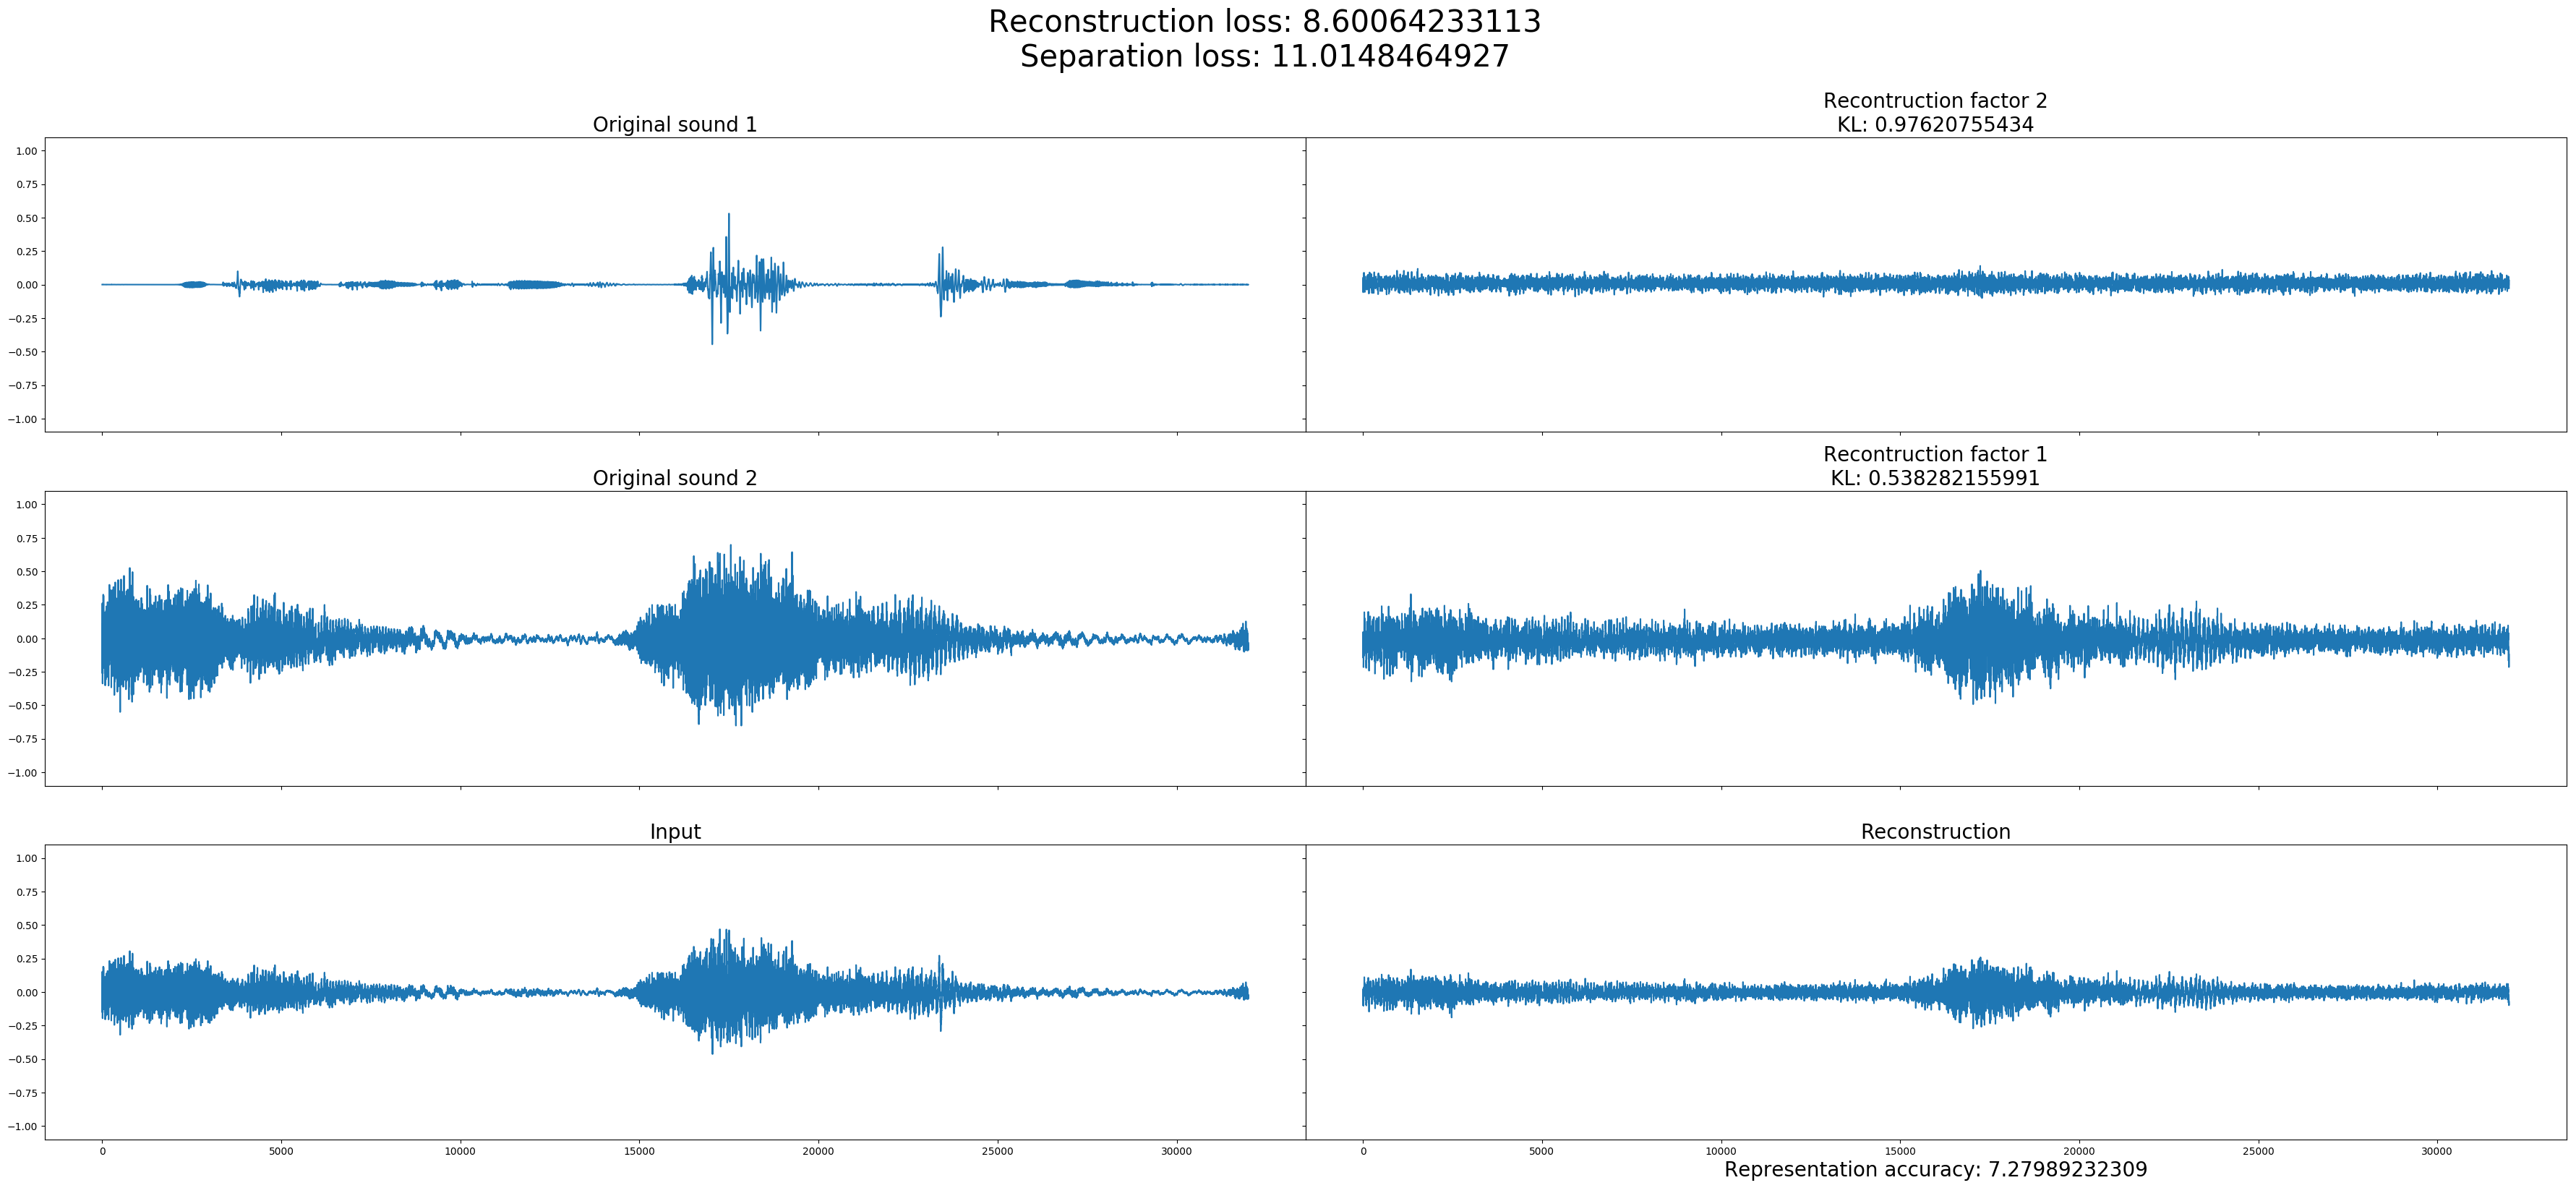 Reconstruction loss: 8.60064233113
Separation loss: 11.0148464927
Original sound 1
Recontruction factor 2
KL: 0.97620755434
1.00
0.75
0.50
0.25
0.00
−0.25
−0.50
−0.75
−1.00
Original sound 2
Recontruction factor 1
KL: 0.538282155991
1.00
0.75
0.50
0.25
0.00
−0.25
−0.50
−0.75
−1.00
Input
Reconstruction
1.00
0.75
0.50
0.25
0.00
−0.25
−0.50
−0.75
−1.00
0 5000 10000 15000 20000 25000 30000
0 5000 10000 15000 20000 25000 30000
Representation accuracy: 7.27989232309